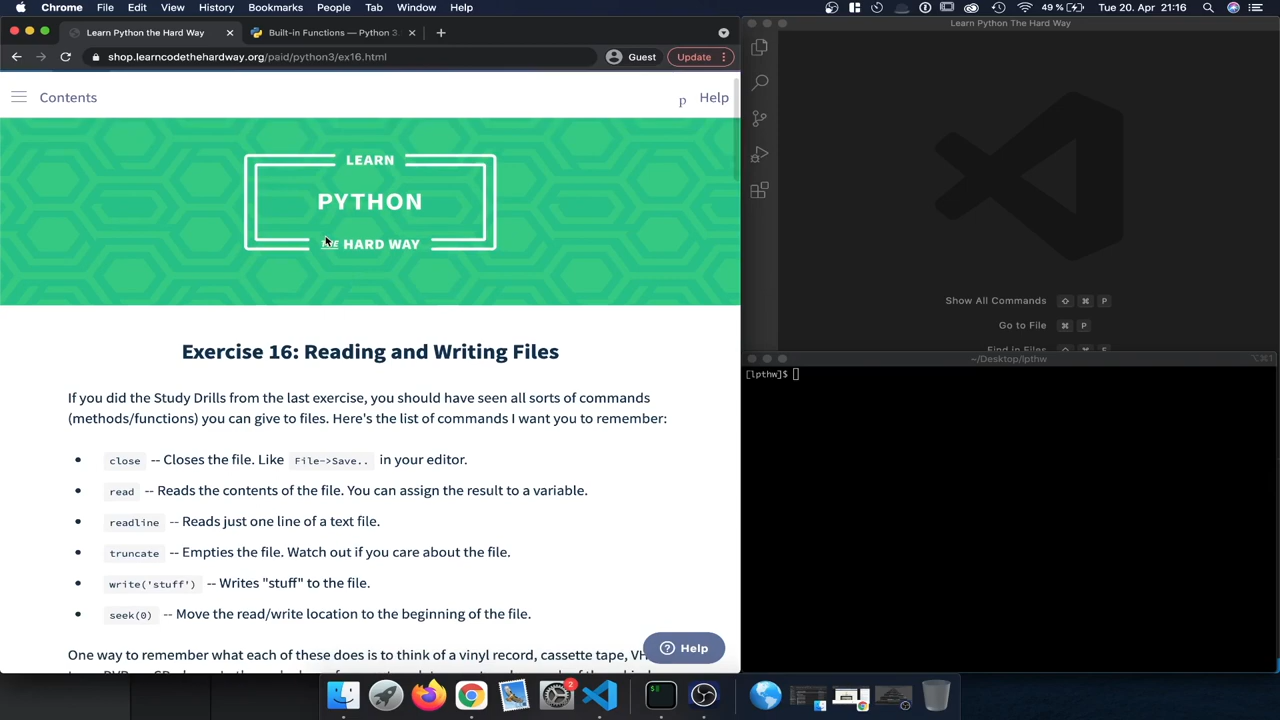 Chrome File Edit View History Bookmarks People Tab Window Help 49 % Tue 20. Apr 21:16
Learn Python the Hard Way Built-in Functions — Python 3.
shop.learncodethehardway.org/paid/python3/ex16.html Guest Update
Contents
p Help
LEARN
PYTHON
THE HARD WAY
Exercise 16: Reading and Writing Files
If you did the Study Drills from the last exercise, you should have seen all sorts of commands
(methods/functions) you can give to files. Here's the list of commands I want you to remember:
close -- Closes the file. Like File->Save.. in your editor.
read -- Reads the contents of the file. You can assign the result to a variable.
readline -- Reads just one line of a text file.
truncate -- Empties the file. Watch out if you care about the file.
write('stuff') -- Writes "stuff" to the file.
seek(0) -- Move the read/write location to the beginning of the file.
One way to remember what each of these does is to think of a vinyl record, cassette tape, VH
Help
Learn Python The Hard Way
Show All Commands ⇧ ⌘ P
Go to File ⌘ P
Find in Files ⇧ ⌘ F
~/Desktop/lpthw ⌥⌘1
[lpthw]$
2